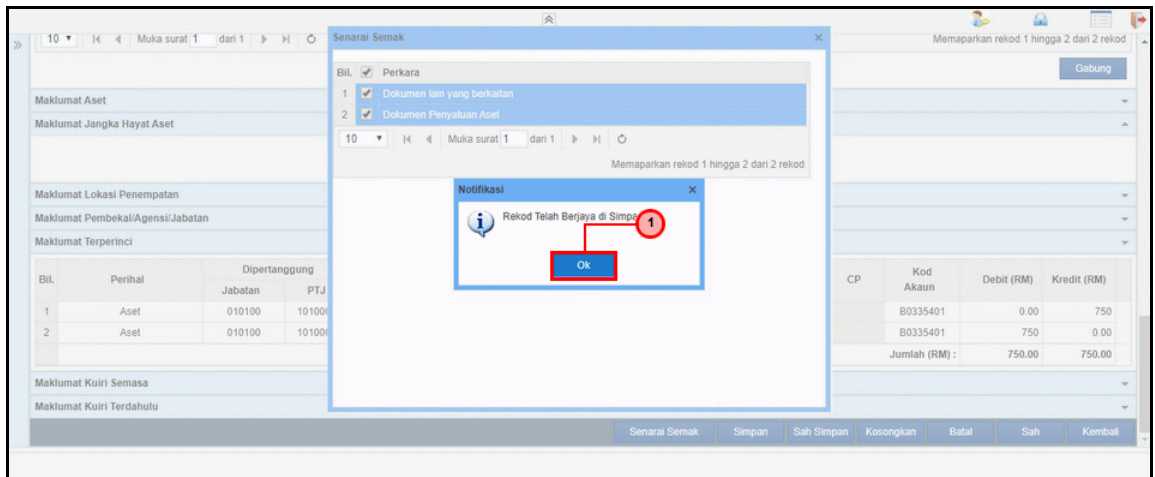 10 Muka surat 1 dari 1
Memaparkan rekod 1 hingga 2 dari 2 rekod
Gabung
Maklumat Aset
Maklumat Jangka Hayat Aset
Maklumat Lokasi Penempatan
Maklumat Pembekal/Agensi/Jabatan
Maklumat Terperinci
Bil. Perihal Dipertanggung CP Kod Akaun Debit (RM) Kredit (RM)
Jabatan PTJ
1 Aset 010100 B0335401 0.00 750
2 Aset 010100 B0335401 750 0.00
Jumlah (RM) : 750.00 750.00
Maklumat Kuiri Semasa
Maklumat Kuiri Terdahulu
Senarai Semak Simpan Sah Simpan Kosongkan Batal Sah Kembali
Senarai Semak
Bil. Perkara
1 Dokumen lain yang berkaitan
2 Dokumen Penyatuan Aset
10 Muka surat 1 dari 1
Memaparkan rekod 1 hingga 2 dari 2 rekod
Notifikasi
Rekod Telah Berjaya di Simpa
1
Ok